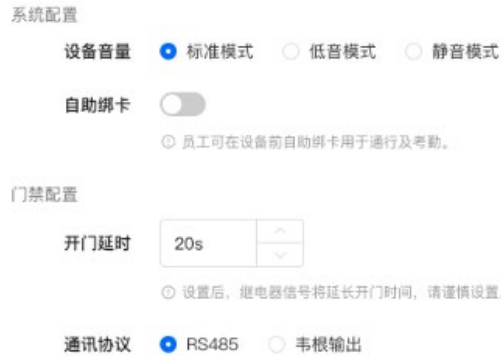 系统配置
设备音量 标准模式 低音模式 静音模式
自助绑卡
员工可在设备前自助绑卡用于通行及考勤。
门禁配置
开门延时 20s
设置后，继电器信号将延长开门时间，请谨慎设置
通讯协议 RS485 韦根输出